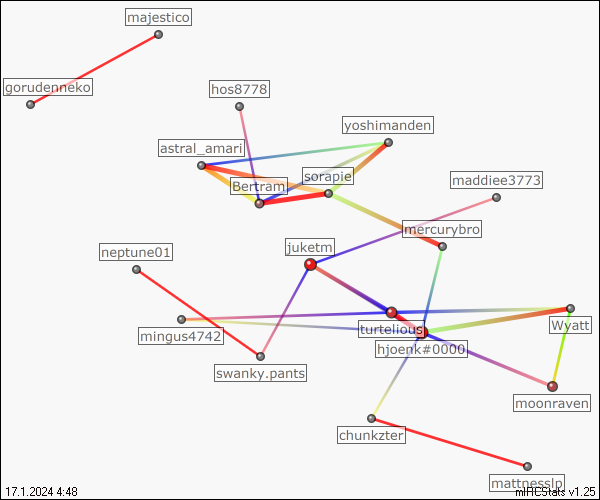 majestico
gorudenneko
hos8778
yoshimanden
astral_amari
sorapie
maddiee3773
Bertram
mercurybro
juketm
neptune01
turtelious
Wyatt
mingus4742
hjoenk#0000
swanky.pants
moonraven
chunkzter
mattnesslp
17.1.2024 4:48
mIRCStats v1.25